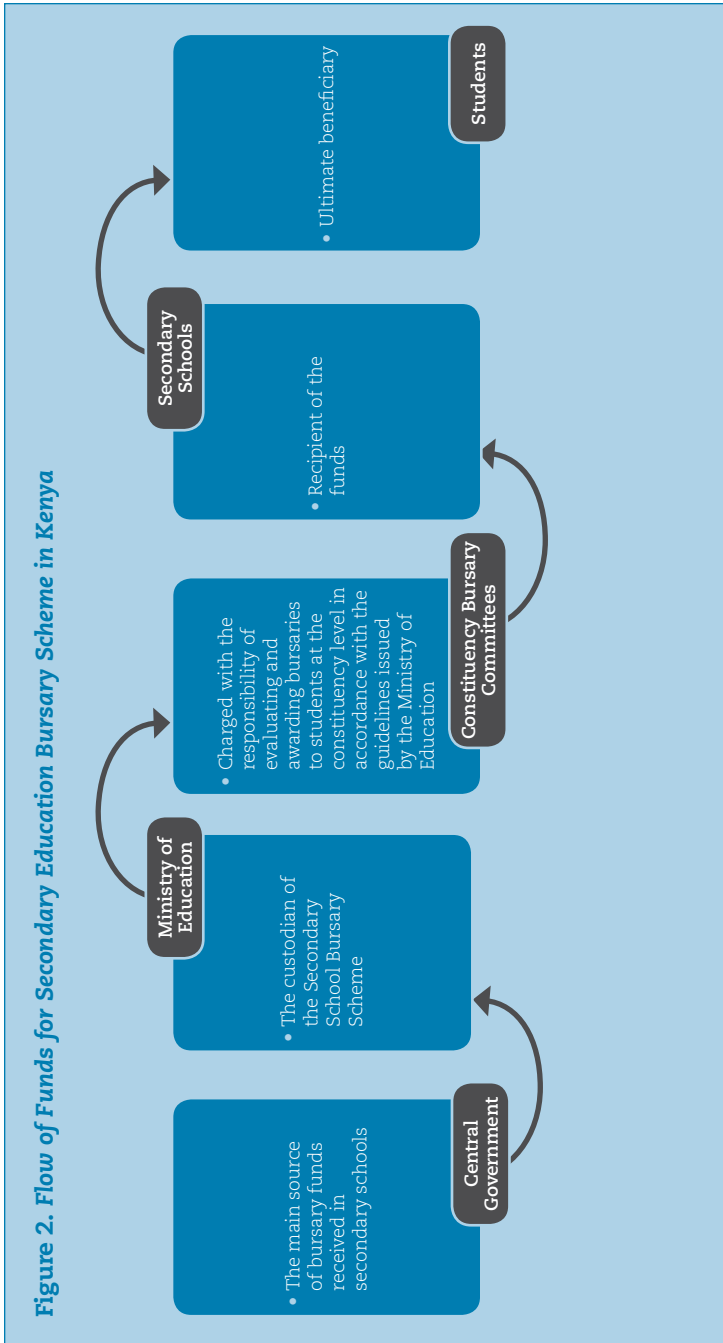 Figure 2. Flow of Funds for Secondary Education Bursary Scheme in Kenya
• The main source
of bursary funds
received in
secondary schools
Central
Government
Ministry of
Education
• The custodian of
the Secondary
School Bursary
Scheme
• Charged with the
responsibility of
evaluating and
awarding bursaries
to students at the
constituency level in
accordance with the
guidelines issued
by the Ministry of
Education
Constituency Bursary
Committees
Secondary
Schools
• Recipient of the
funds
• Ultimate beneficiary
Students